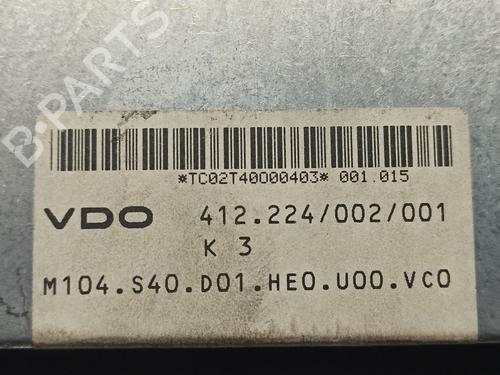 B-PARTS
*TC02T40000403* 001.015
VDO 412.224/002/001
K 3
M104.S40.D01.HE0.U00.VC0